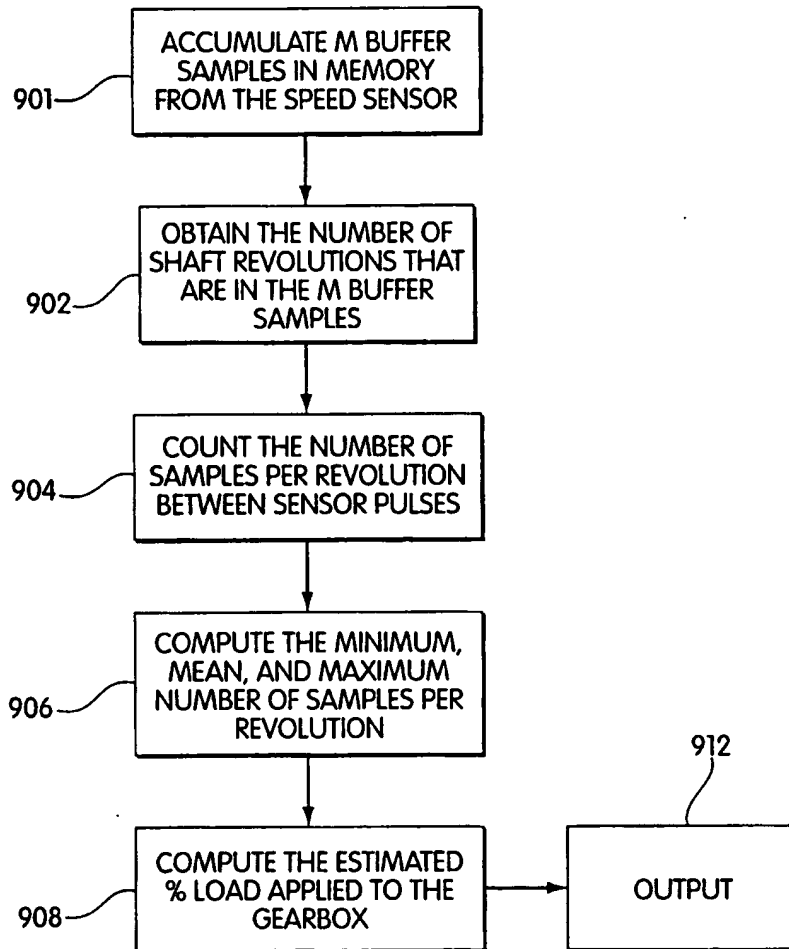 ACCUMULATE M BUFFER
SAMPLES IN MEMORY
FROM THE SPEED SENSOR
901
OBTAIN THE NUMBER OF
SHAFT REVOLUTIONS THAT
ARE IN THE M BUFFER
SAMPLES
902
COUNT THE NUMBER OF
SAMPLES PER REVOLUTION
BETWEEN SENSOR PULSES
904
COMPUTE THE MINIMUM,
MEAN, AND MAXIMUM
NUMBER OF SAMPLES PER
REVOLUTION
906
912
COMPUTE THE ESTIMATED
% LOAD APPLIED TO THE
GEARBOX
908
OUTPUT